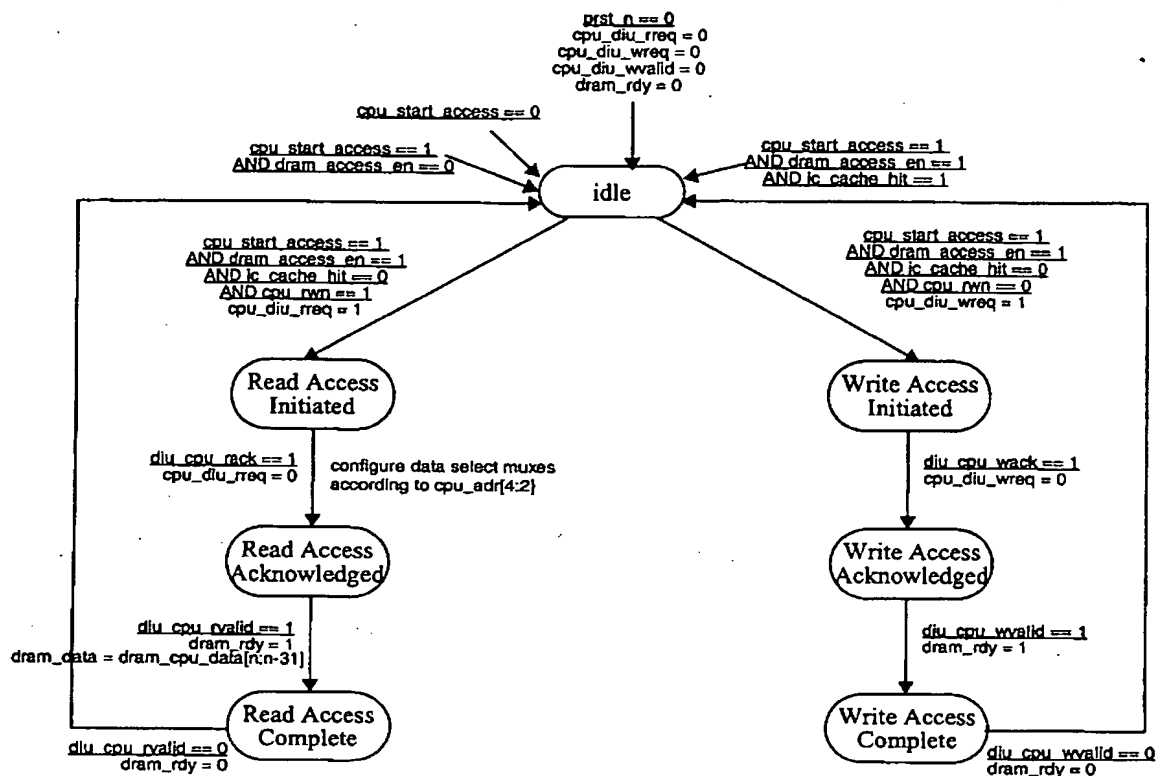 prst_n == 0
cpu_diu_rreq = 0
cpu_diu_wreq = 0
cpu_diu_wvalid = 0
dram_rdy = 0
cpu_start_access == 0
cpu_start_access == 1
AND dram_access_en == 0
cpu_start_access == 1
AND dram_access_en == 1
AND ic_cache_hit == 1
idle
cpu_start_access == 1
AND dram_access_en == 1
AND ic_cache_hit == 0
AND cpu_rwn == 1
cpu_diu_rreq = 1
cpu_start_access == 1
AND dram_access_en == 1
AND ic_cache_hit == 0
AND cpu_rwn == 0
cpu_diu_wreq = 1
Read Access
Initiated
Write Access
Initiated
diu_cpu_rack == 1
cpu_diu_rreq = 0
configure data select muxes
according to cpu_adr[4:2]
diu_cpu_wack == 1
cpu_diu_wreq = 0
Read Access
Acknowledged
Write Access
Acknowledged
diu_cpu_rvalid == 1
dram_rdy = 1
dram_data = dram_cpu_data[n:n-31]
diu_cpu_wvalid == 1
dram_rdy = 1
Read Access
Complete
Write Access
Complete
diu_cpu_rvalid == 0
dram_rdy = 0
diu_cpu_wvalid == 0
dram_rdy = 0